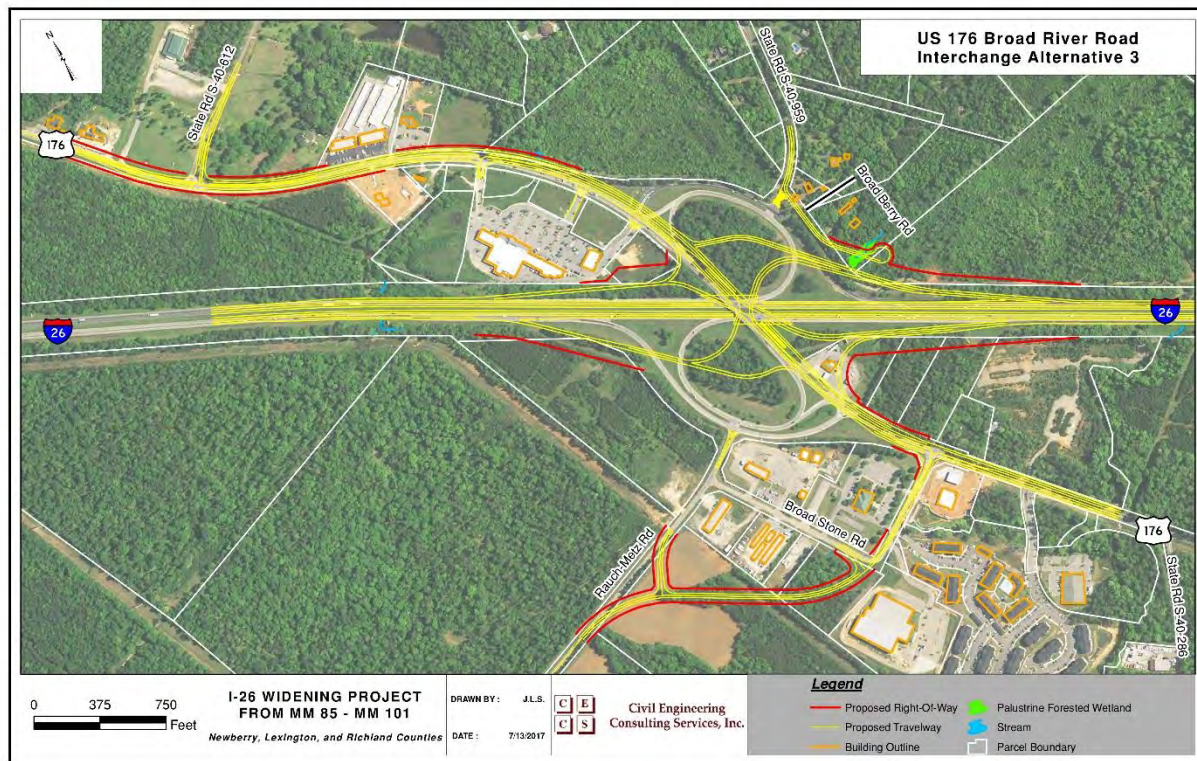 US 176 Broad River Road
Interchange Alternative 3
N
State Rd S-40-612
State Rd S-40-959
176
Broad Berry Rd
26
26
Broad Stone Rd
Rauch-Metz Rd
176
State Rd S-40-286
0 375 750
Feet
I-26 WIDENING PROJECT
FROM MM 85 - MM 101
Newberry, Lexington, and Richland Counties
DRAWN BY : J.L.S.
DATE : 7/13/2017
C E
C S
Civil Engineering
Consulting Services, Inc.
Legend
Proposed Right-Of-Way
Proposed Travelway
Building Outline
Palustrine Forested Wetland
Stream
Parcel Boundary